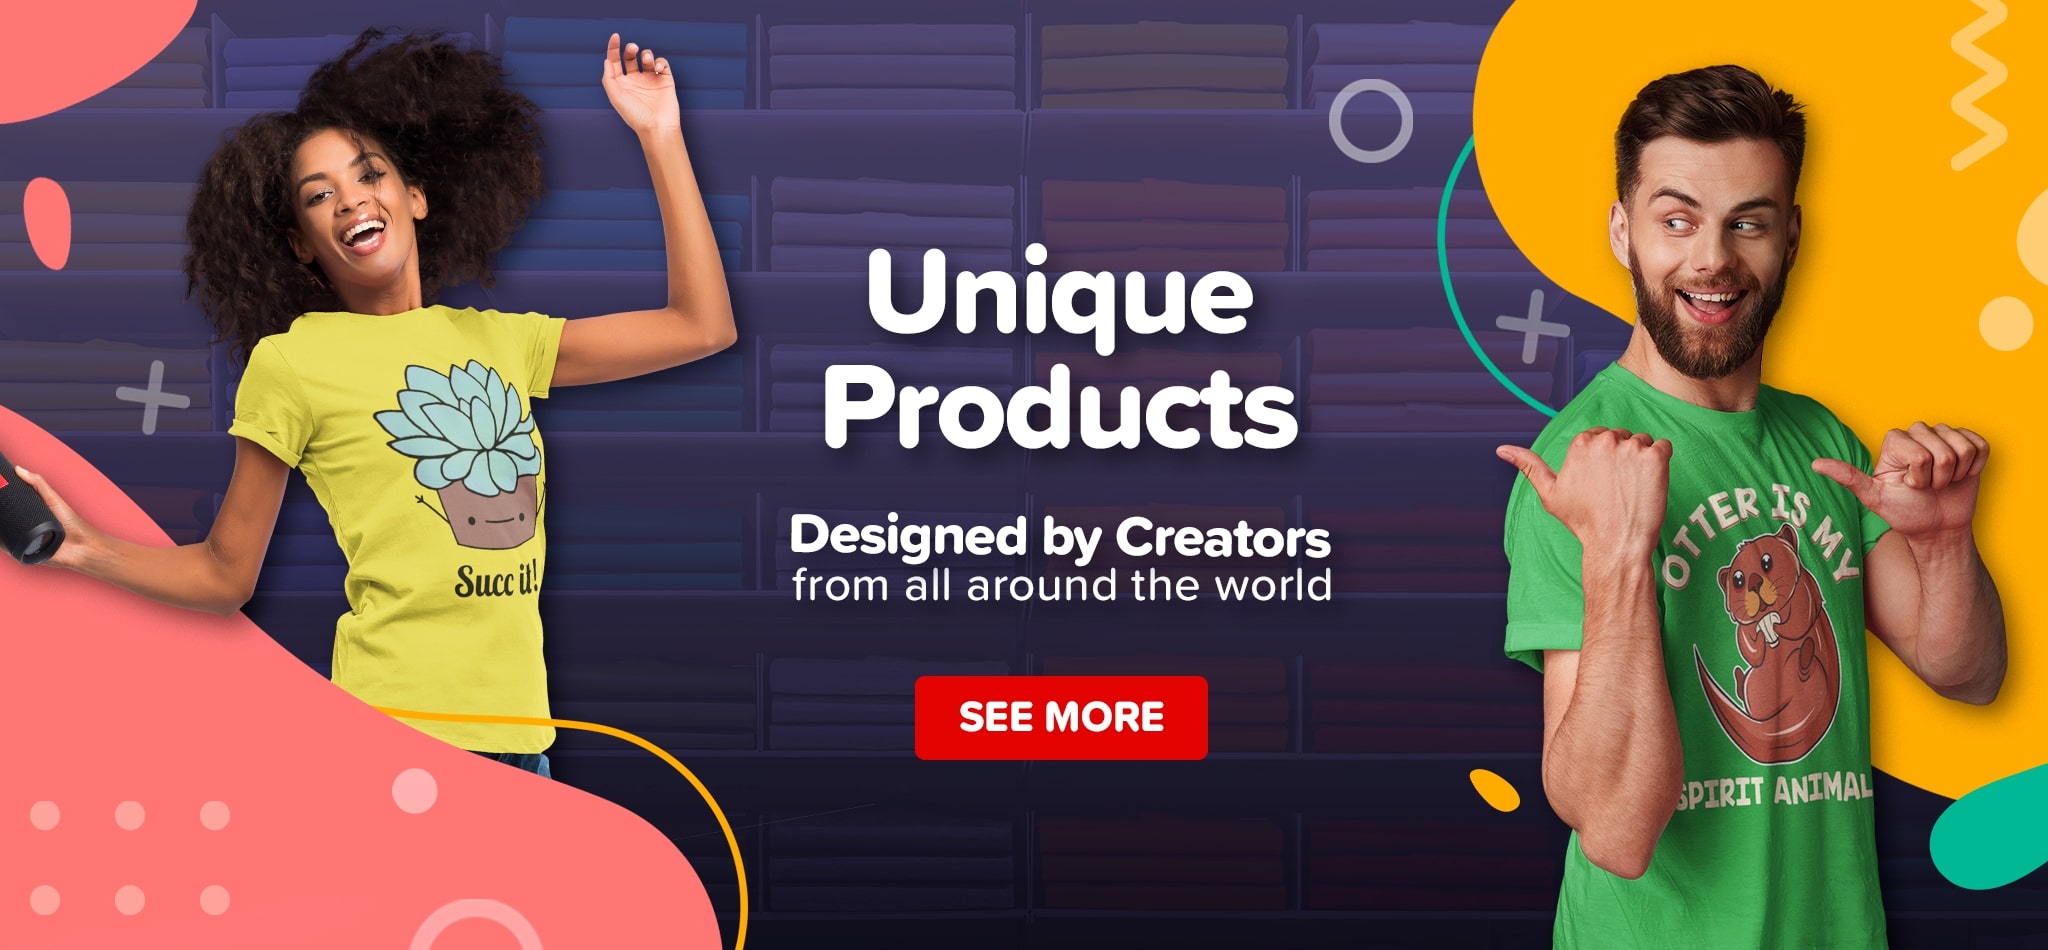 Unique
Products
Designed by Creators
from all around the world
SEE MORE
Succ it!
OTTER IS MY
SPIRIT ANIMAL